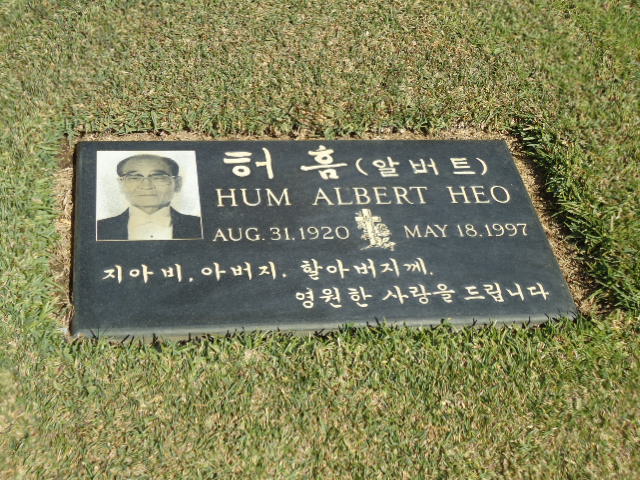 허 흠 (알버트)
HUM ALBERT HEO
AUG. 31, 1920 MAY 18, 1997
지아비, 아버지, 할아버지께,
영원한 사랑을 드립니다